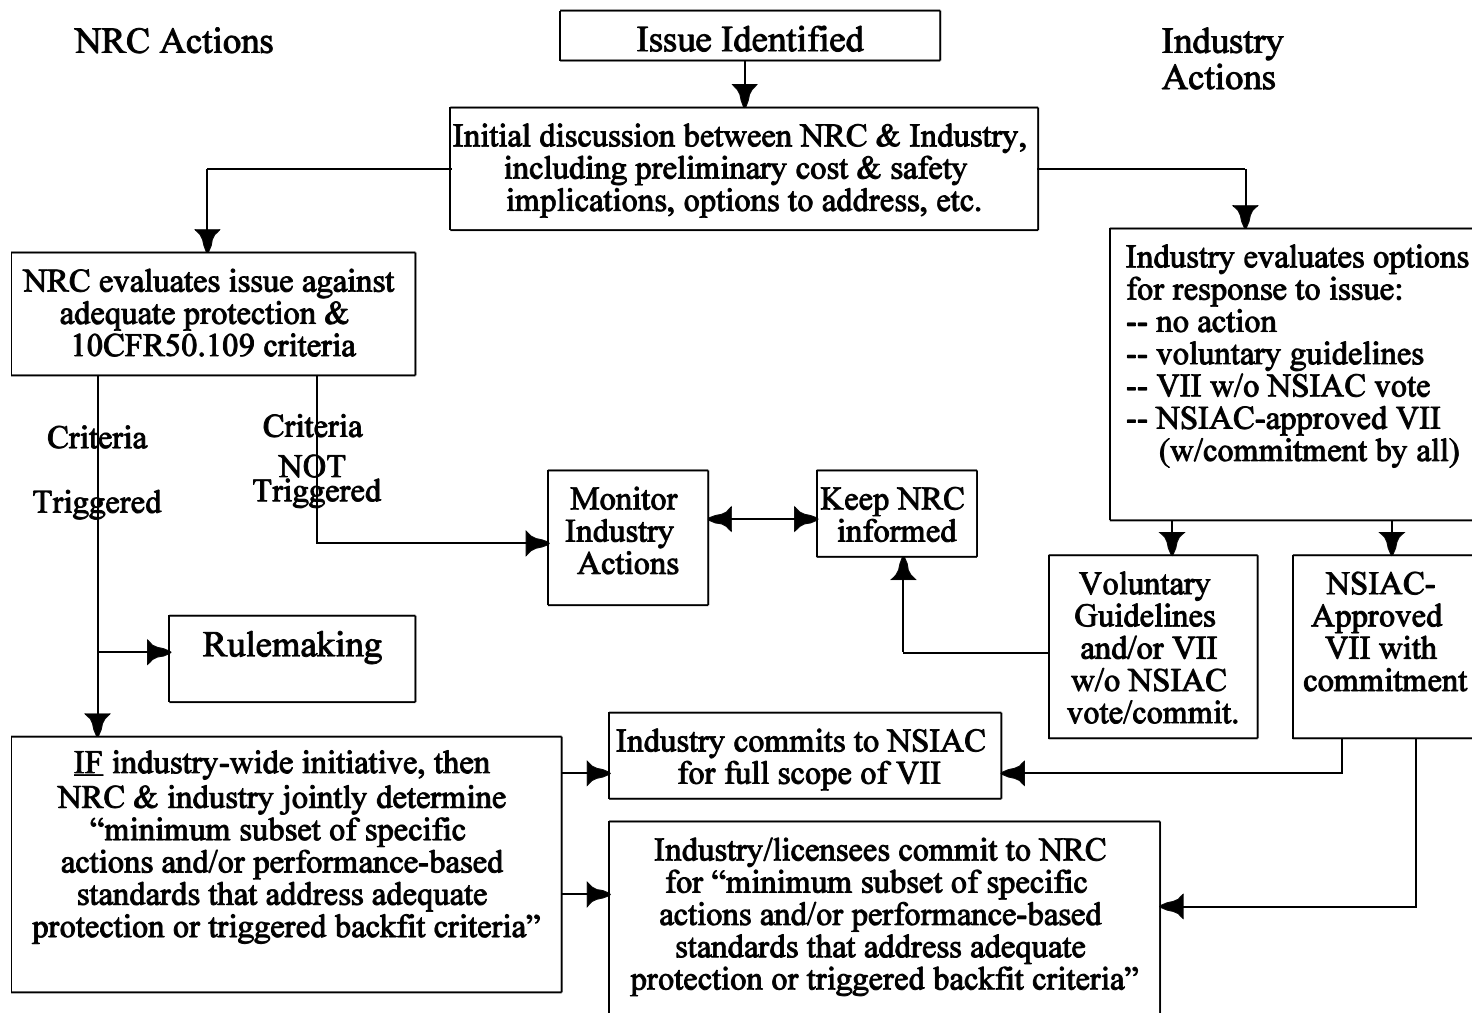 NRC Actions
Issue Identified
Industry
Actions
Initial discussion between NRC & Industry,
including preliminary cost & safety
implications, options to address, etc.
NRC evaluates issue against
adequate protection &
10CFR50.109 criteria
Industry evaluates options
for response to issue:
-- no action
-- voluntary guidelines
-- VII w/o NSIAC vote
-- NSIAC-approved VII
(w/commitment by all)
Criteria
Triggered
Criteria
NOT
Triggered
Monitor
Industry
Actions
Keep NRC
informed
Voluntary
Guidelines
and/or VII
w/o NSIAC
vote/commit.
NSIAC-
Approved
VII with
commitment
Rulemaking
IF industry-wide initiative, then
NRC & industry jointly determine
“minimum subset of specific
actions and/or performance-based
standards that address adequate
protection or triggered backfit criteria”
Industry commits to NSIAC
for full scope of VII
Industry/licensees commit to NRC
for “minimum subset of specific
actions and/or performance-based
standards that address adequate
protection or triggered backfit criteria”